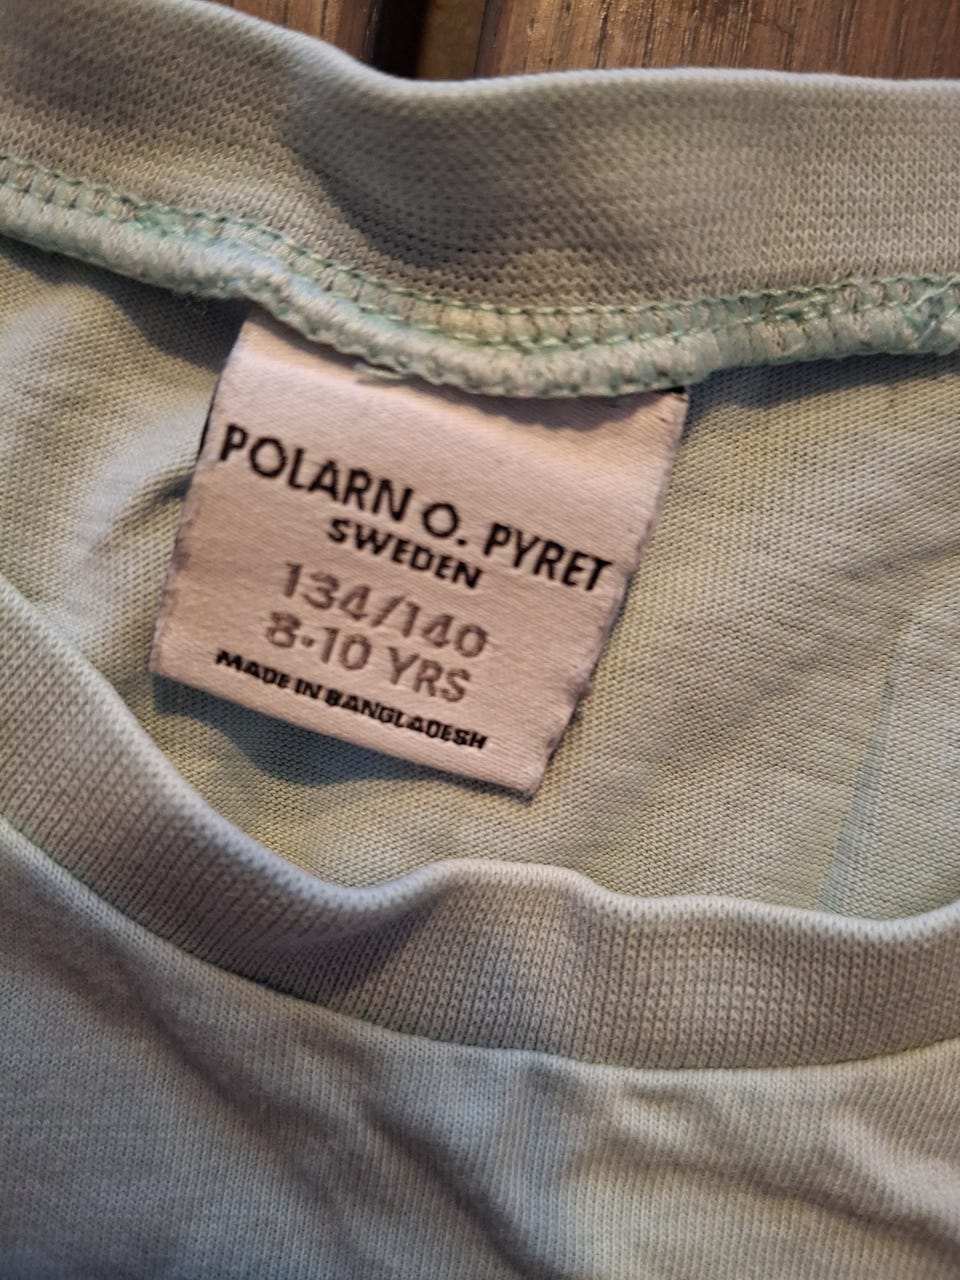 POLARN O. PYRET
SWEDEN
134/140
8-10 YRS
MADE IN BANGLADESH